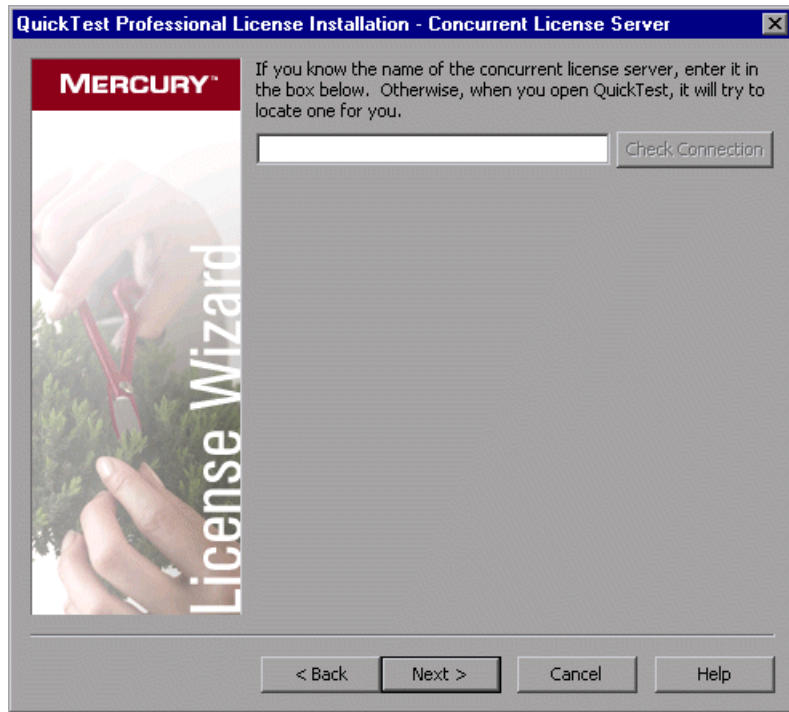 QuickTest Professional License Installation - Concurrent License Server
MERCURY™
License Wizard
If you know the name of the concurrent license server, enter it in
the box below. Otherwise, when you open QuickTest, it will try to
locate one for you.
Check Connection
< Back
Next >
Cancel
Help